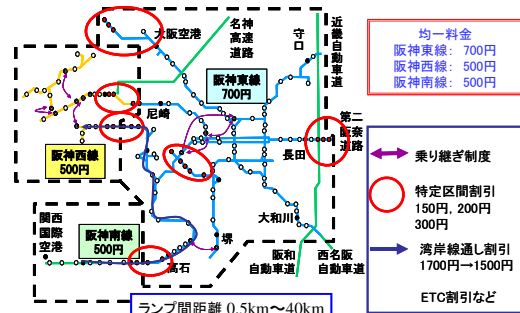 大阪空港
名神
高速
道路
守
口
近畿自動車道
均一料金
阪神東線: 700円
阪神西線: 500円
阪神南線: 500円
阪神東線
700円
尼崎
第二
阪奈
道路
長田
阪神西線
500円
乗り継ぎ制度
特定区間割引
150円, 200円
300円
大和川
関西
国際
空港
阪神南線
500円
堺
高石
阪和
自動車道
西名阪
自動車道
湾岸線通し割引
1700円→1500円
ETC割引など
ランプ間距離 0.5km～40km